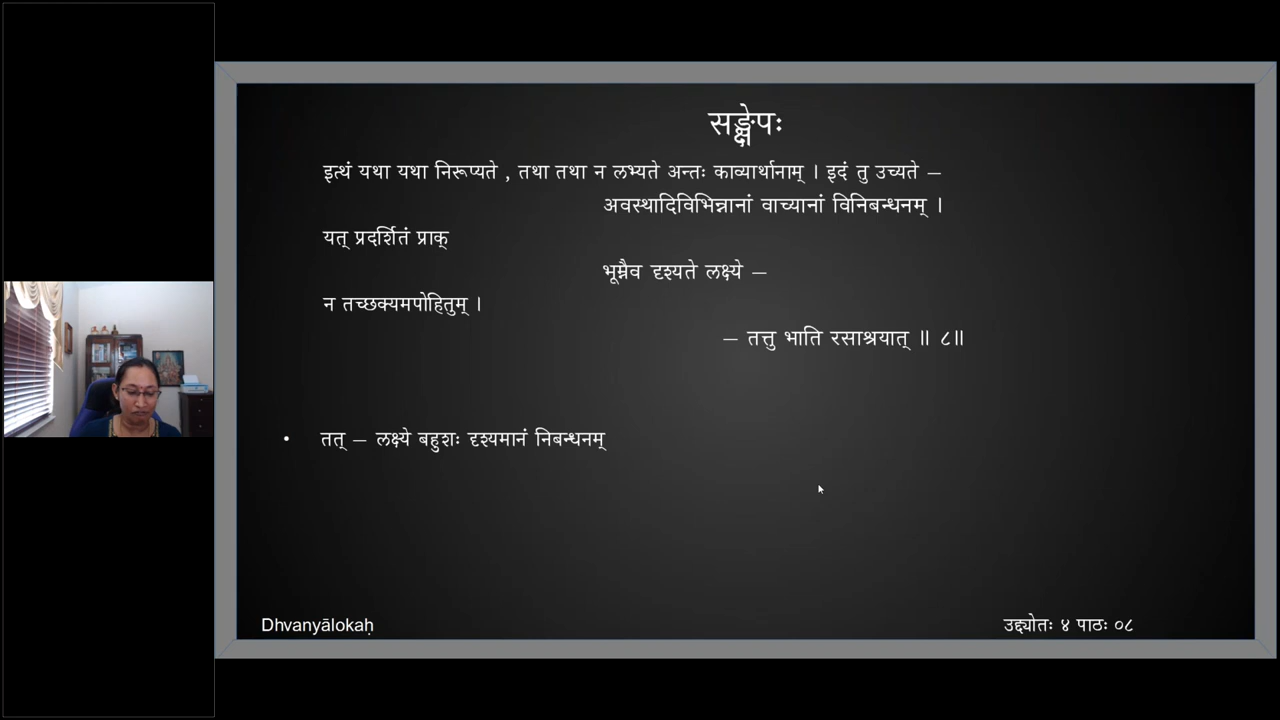 सङ्क्षेपः
इत्थं यथा यथा निरूप्यते , तथा तथा न लभ्यते अन्तः काव्यार्थानाम् । इदं तु उच्यते –
अवस्थादिविभिन्नानां वाच्यानां विनिबन्धनम् ।
यत् प्रदर्शितं प्राक्
भूम्नैव दृश्यते लक्ष्ये –
न तच्छक्यमपोहितुम् ।
– तत्तु भाति रसाश्रयात् ॥ ८॥
• तत् – लक्ष्ये बहुशः दृश्यमानं निबन्धनम्
Dhvanyālokaḥ
उद्द्योतः ४ पाठः ०८